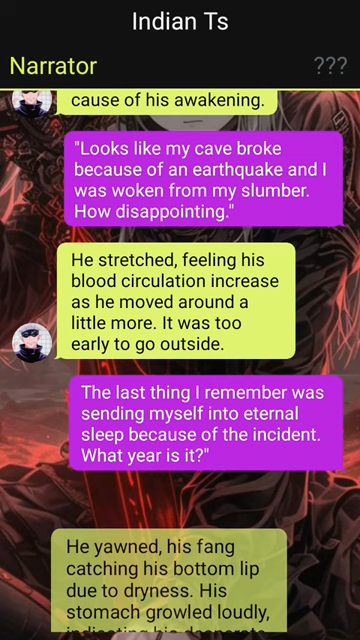 Indian Ts
Narrator
???
cause of his awakening.
"Looks like my cave broke
because of an earthquake and I
was woken from my slumber.
How disappointing."
He stretched, feeling his
blood circulation increase
as he moved around a
little more. It was too
early to go outside.
The last thing I remember was
sending myself into eternal
sleep because of the incident.
What year is it?"
He yawned, his fang
catching his bottom lip
due to dryness. His
stomach growled loudly,